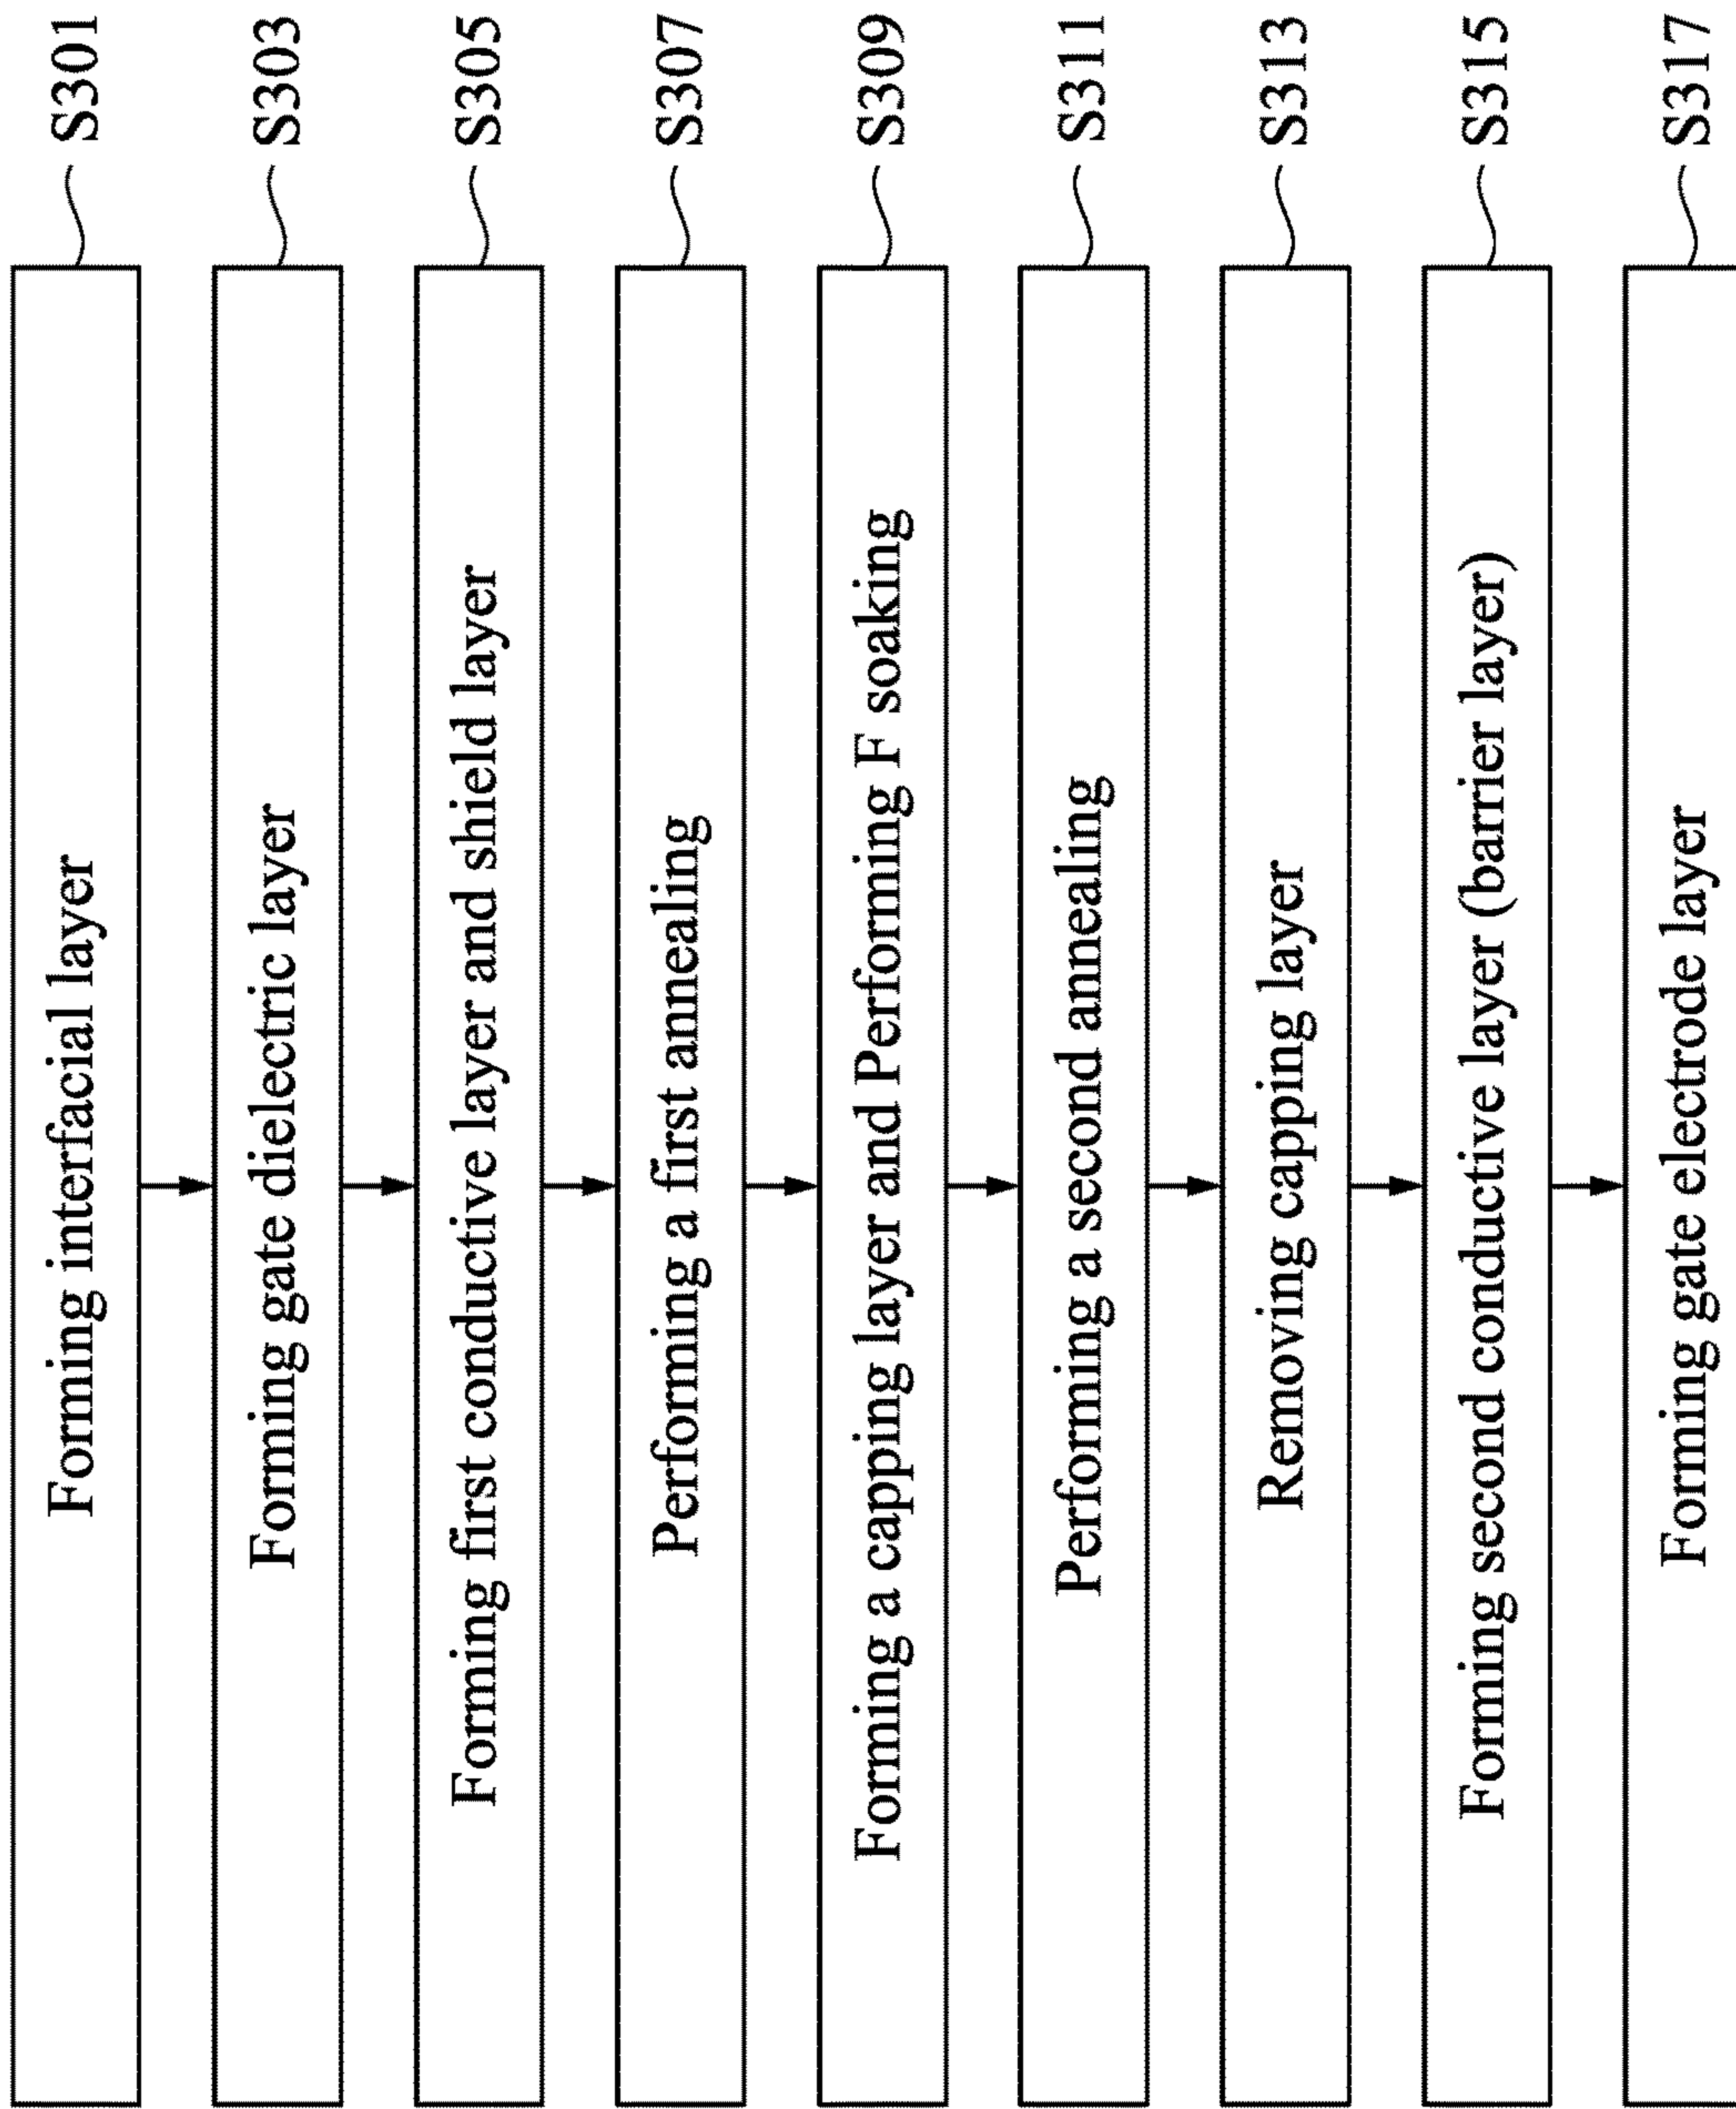 Forming interfacial layer S301
Forming gate dielectric layer S303
Forming first conductive layer and shield layer S305
Performing a first annealing S307
Forming a capping layer and Performing F soaking S309
Performing a second annealing S311
Removing capping layer S313
Forming second conductive layer (barrier layer) S315
Forming gate electrode layer S317